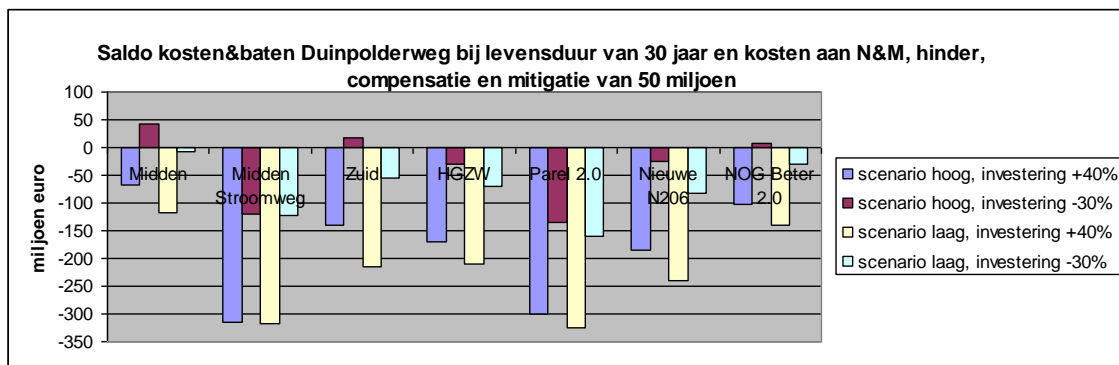 Saldo kosten&baten Duinpolderweg bij levensduur van 30 jaar en kosten aan N&M, hinder,
compensatie en mitigatie van 50 miljoen
miljoen euro
100
50
0
-50
-100
-150
-200
-250
-300
-350
Midden
Midden
Stroomweg
Zuid
HGZW
Parel 2.0
Nieuwe
N206
NOG Beter
2.0
scenario hoog, investering +40%
scenario hoog, investering -30%
scenario laag, investering +40%
scenario laag, investering -30%